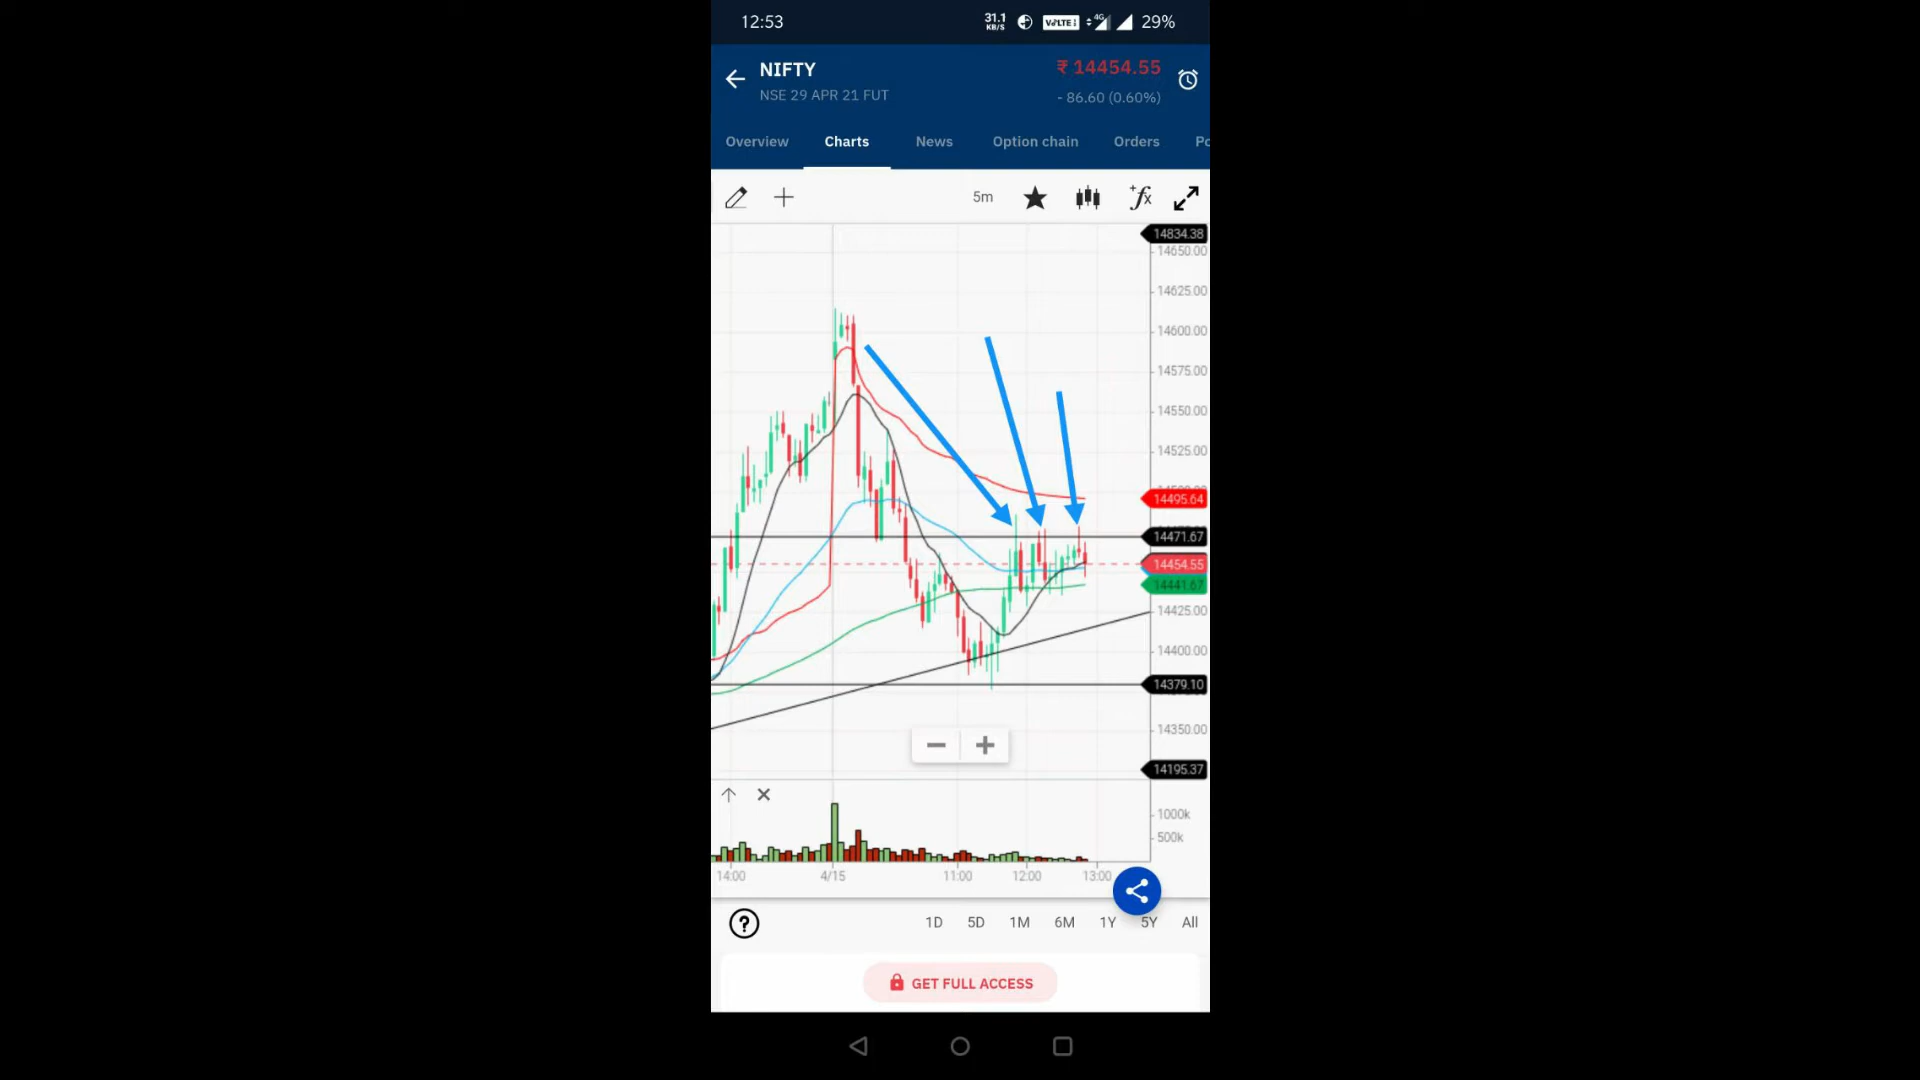 12:53
31.1 KB/S
VoLTE 4G 29%
NIFTY
₹ 14454.55
NSE 29 APR 21 FUT
- 86.60 (0.60%)
Overview Charts News Option chain Orders Po
5m
14834.38
14650.00
14625.00
14600.00
14575.00
14550.00
14525.00
14495.64
14471.67
14454.55
14441.67
14425.00
14400.00
14379.10
14350.00
14195.37
1000k
500k
14:00 4/15 11:00 12:00 13:00
1D 5D 1M 6M 1Y 5Y All
GET FULL ACCESS